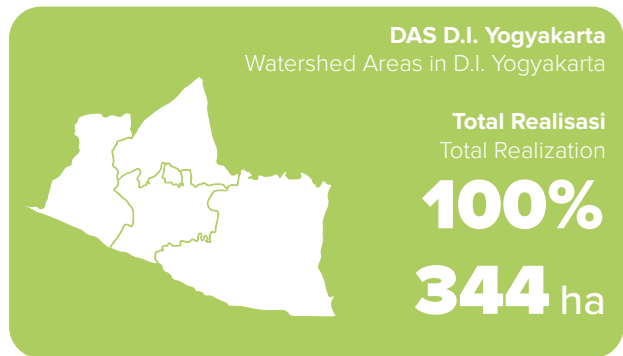 DAS D.I. Yogyakarta
Watershed Areas in D.I. Yogyakarta
Total Realisasi
Total Realization
100%
344 ha